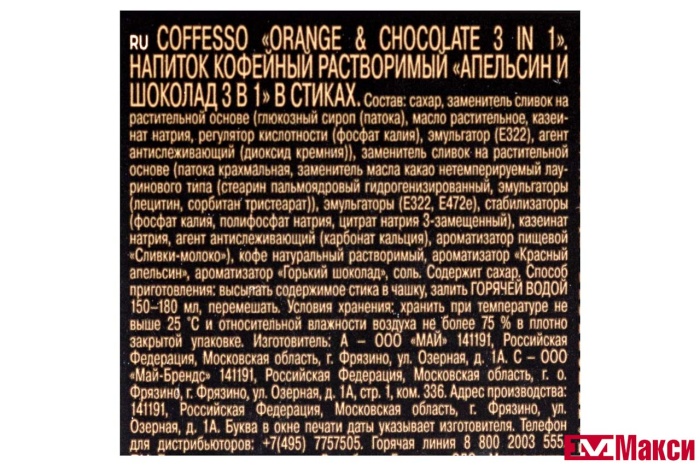 RU COFFESSO «ORANGE & CHOCOLATE 3 IN 1».
НАПИТОК КОФЕЙНЫЙ РАСТВОРИМЫЙ «АПЕЛЬСИН И
ШОКОЛАД 3 В 1» В СТИКАХ. Состав: сахар, заменитель сливок на
растительной основе (глюкозный сироп (патока), масло растительное, казеи-
нат натрия, регулятор кислотности (фосфат калия), эмульгатор (Е322), агент
антислеживающий (диоксид кремния)), заменитель сливок на растительной
основе (патока крахмальная, заменитель масла какао нетемперируемый лау-
ринового типа (стеарин пальмоядровый гидрогенизированный, эмульгаторы
(лецитин, сорбитан тристеарат)), эмульгаторы (Е322, Е472е), стабилизаторы
(фосфат калия, полифосфат натрия, цитрат натрия 3-замещенный), казеинат
натрия, агент антислеживающий (карбонат кальция), ароматизатор пищевой
«Сливки-молоко»), кофе натуральный растворимый, ароматизатор «Красный
апельсин», ароматизатор «Горький шоколад», соль. Содержит сахар. Способ
приготовления: высыпать содержимое стика в чашку, залить ГОРЯЧЕЙ ВОДОЙ
150–180 мл, перемешать. Условия хранения: хранить при температуре не
выше 25 °С и относительной влажности воздуха не более 75 % в плотно
закрытой упаковке. Изготовитель: А – ООО «МАЙ» 141191, Российская
Федерация, Московская область, г. Фрязино, ул. Озерная, д. 1А. С – ООО
«Май-Брендс» 141191, Российская Федерация, Московская область, г. о.
Фрязино, г. Фрязино, ул. Озерная, д. 1А, стр. 1, ком. 336. Адрес производства:
141191, Российская Федерация, Московская область, г. Фрязино, ул.
Озерная, д. 1А. Буква в окне печати даты указывает изготовителя. Телефон
для дистрибьюторов: +7(495) 7757505. Горячая линия 8 800 2003 555
Макси